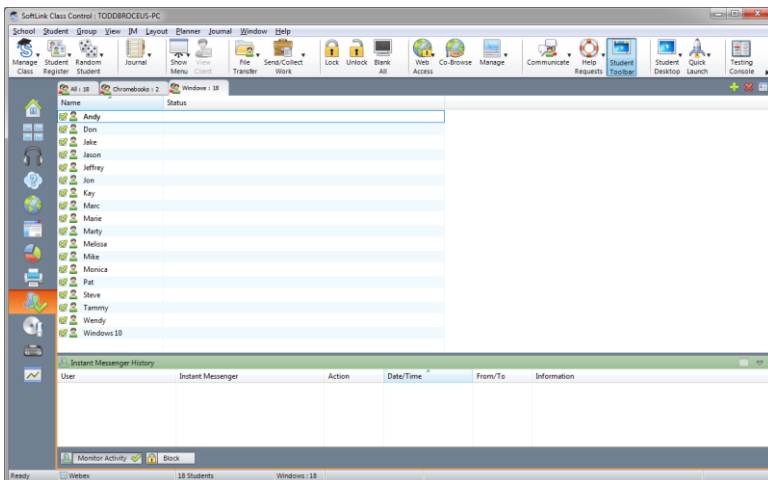 SoftLink Class Control : TODDBROCEUS-PC
School Student Group View IM Layout Planner Journal Window Help
Manage Class
Student Register
Random Student
Journal
Show Menu
View Client
File Transfer
Send/Collect Work
Lock
Unlock
Blank All
Web Access
Co-Browse
Manage
Communicate
Help Requests
Student Toolbar
Student Desktop
Quick Launch
Testing Console
All : 18 Chromebooks : 2 Windows : 18
Name Status
Andy
Don
Jake
Jason
Jeffrey
Jon
Kay
Marc
Marie
Marty
Melissa
Mike
Monica
Pat
Steve
Tammy
Wendy
Windows10
Instant Messenger History
User Instant Messenger Action Date/Time From/To Information
Monitor Activity Block
Ready Webex 18 Students Windows : 18